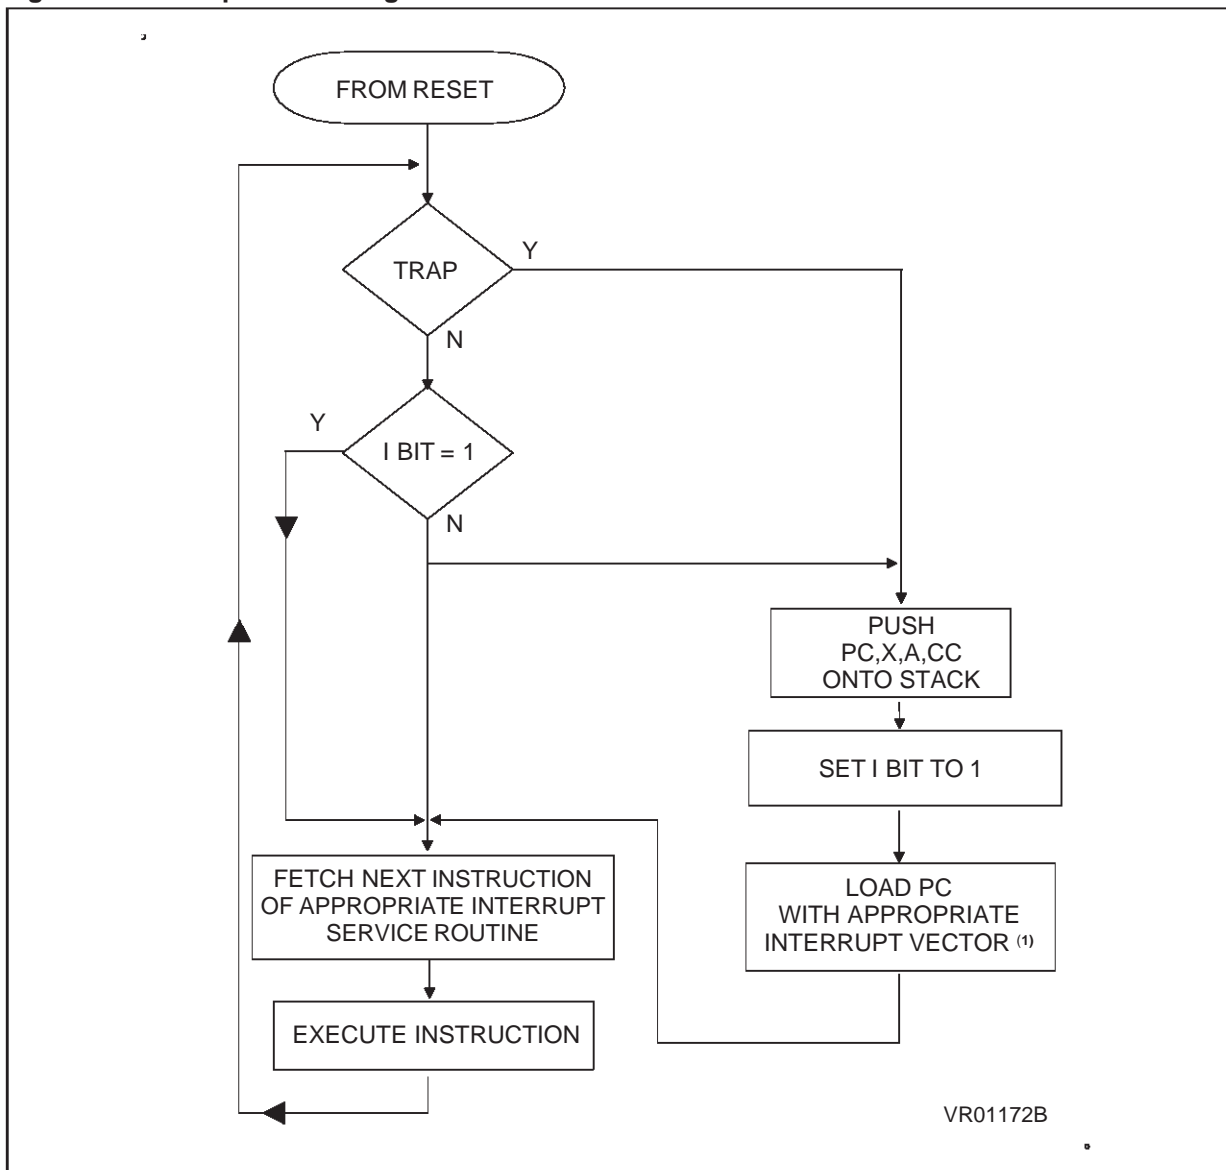 FROM RESET
TRAP
Y
N
Y
I BIT = 1
N
PUSH
PC,X,A,CC
ONTO STACK
SET I BIT TO 1
LOAD PC
WITH APPROPRIATE
INTERRUPT VECTOR (1)
FETCH NEXT INSTRUCTION
OF APPROPRIATE INTERRUPT
SERVICE ROUTINE
EXECUTE INSTRUCTION
VR01172B